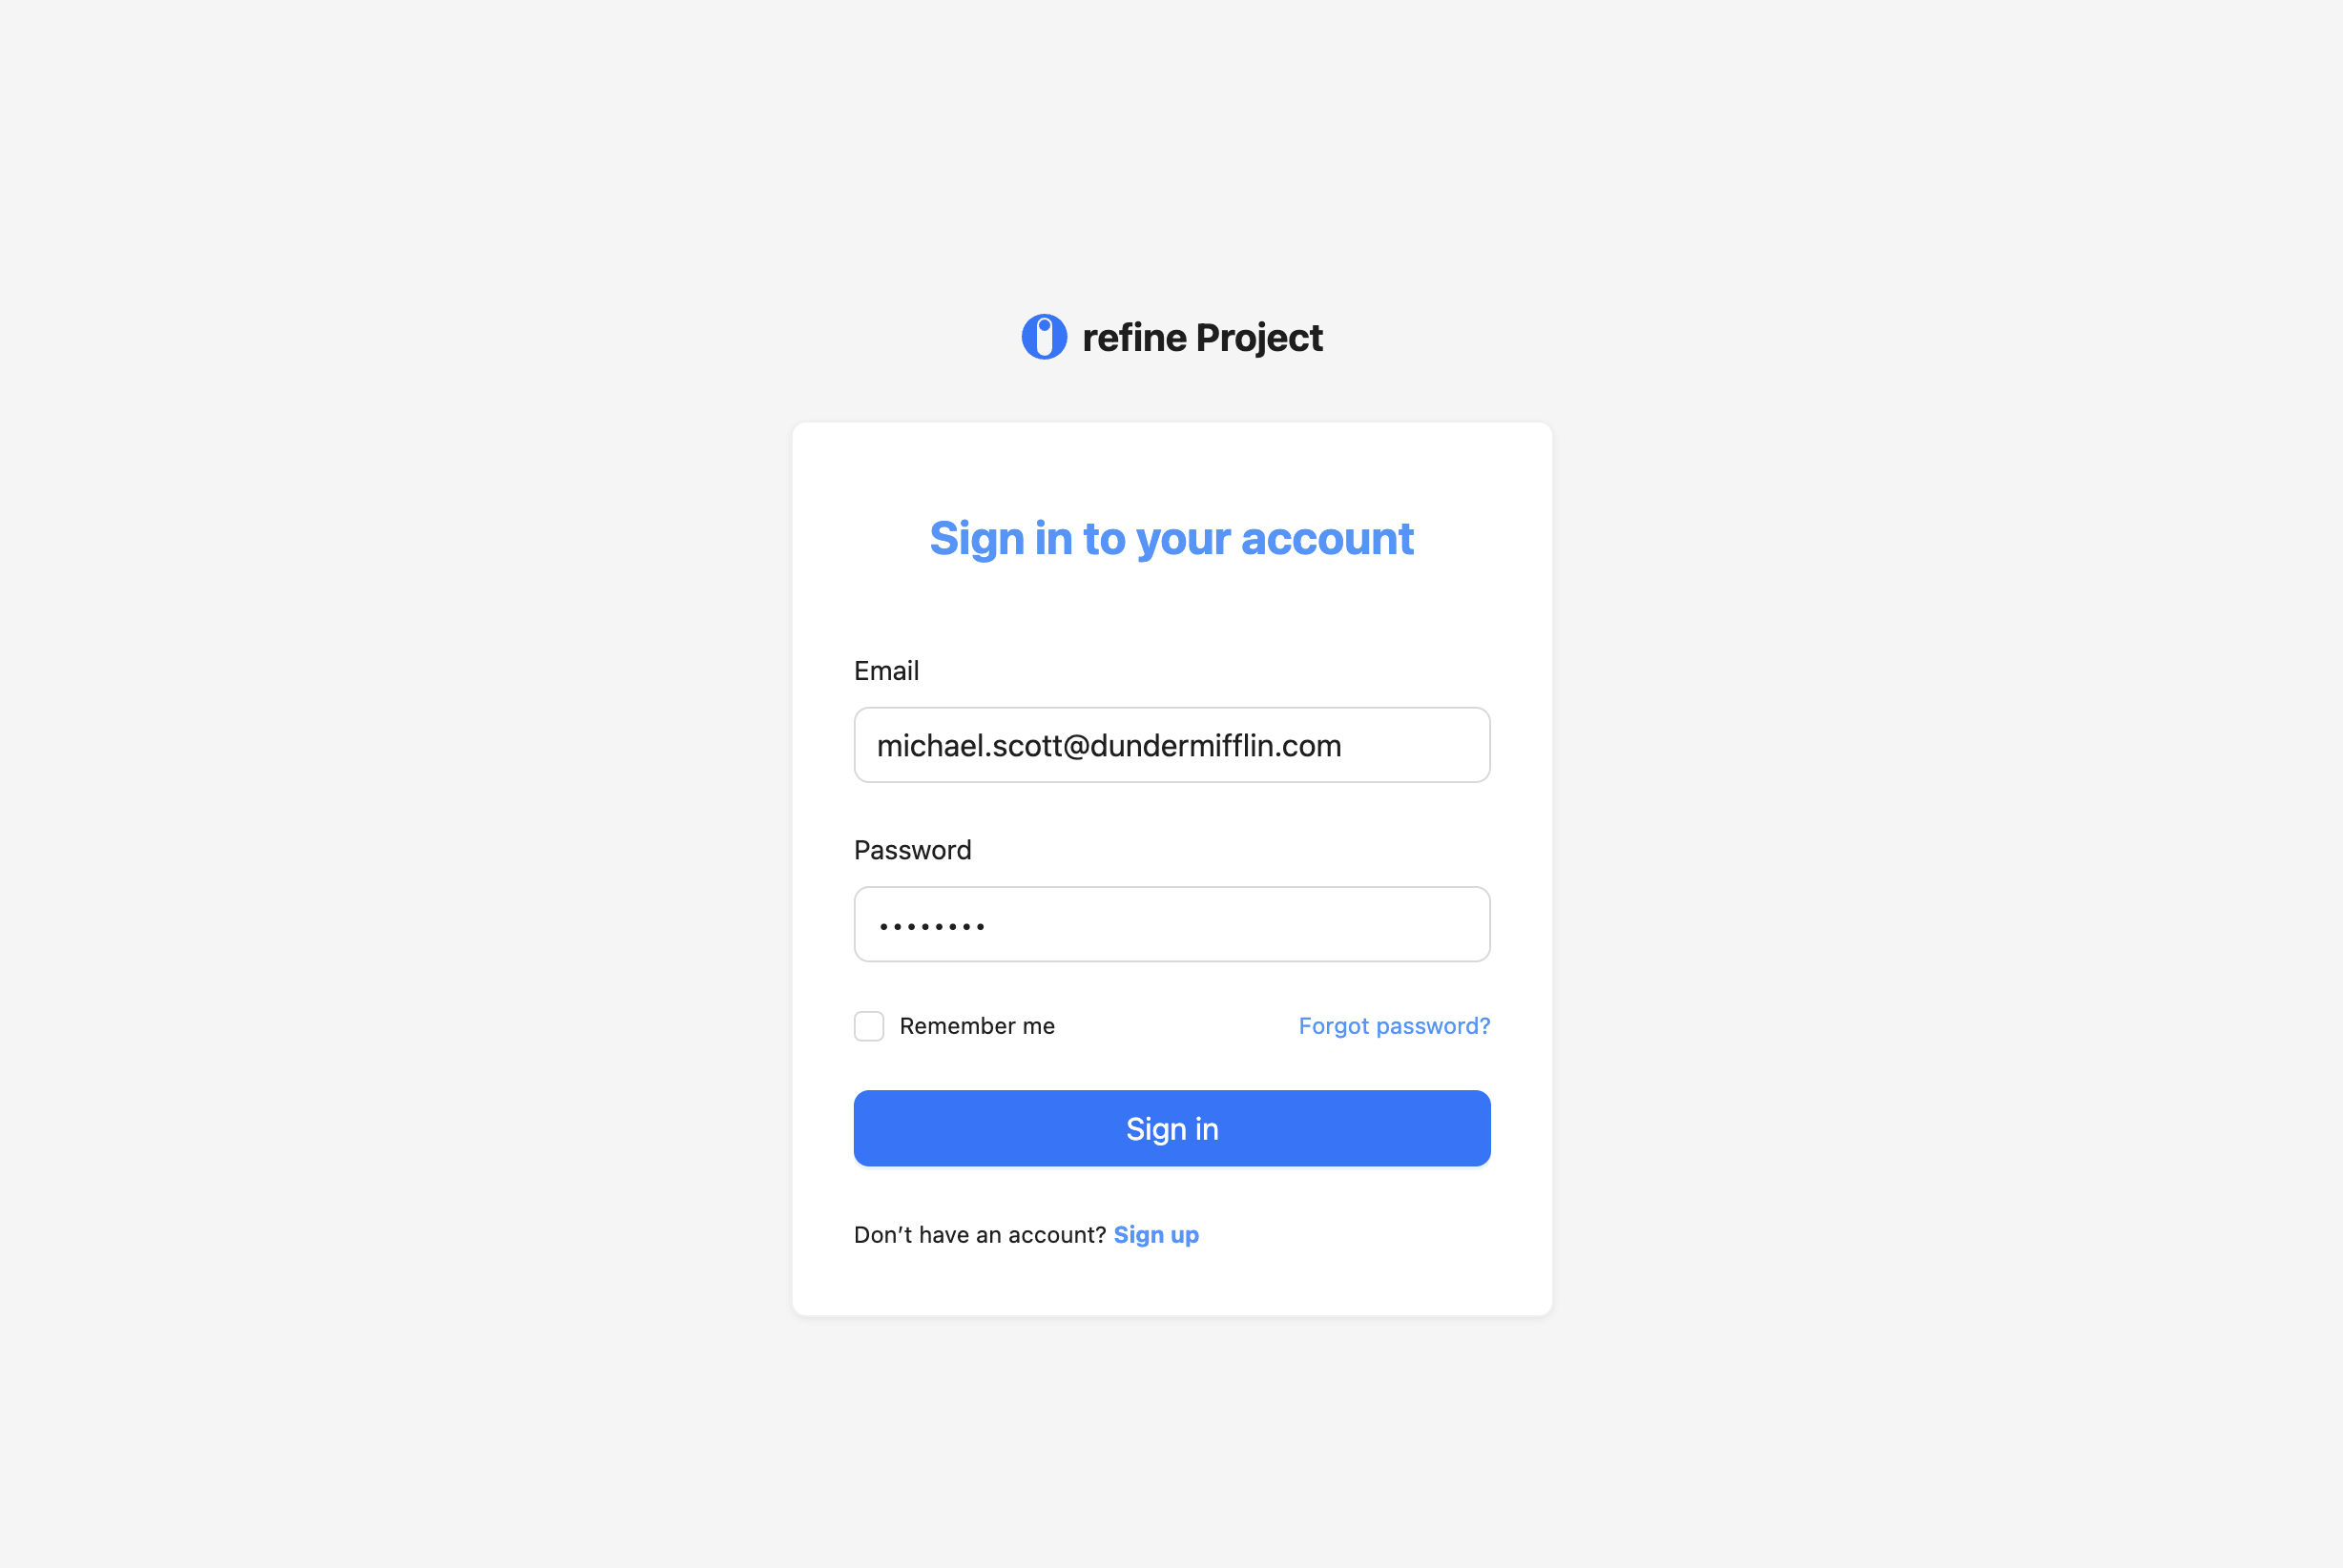 refine Project
Sign in to your account
Email
michael.scott@dundermifflin.com
Password
••••••••
Remember me
Forgot password?
Sign in
Don’t have an account? Sign up